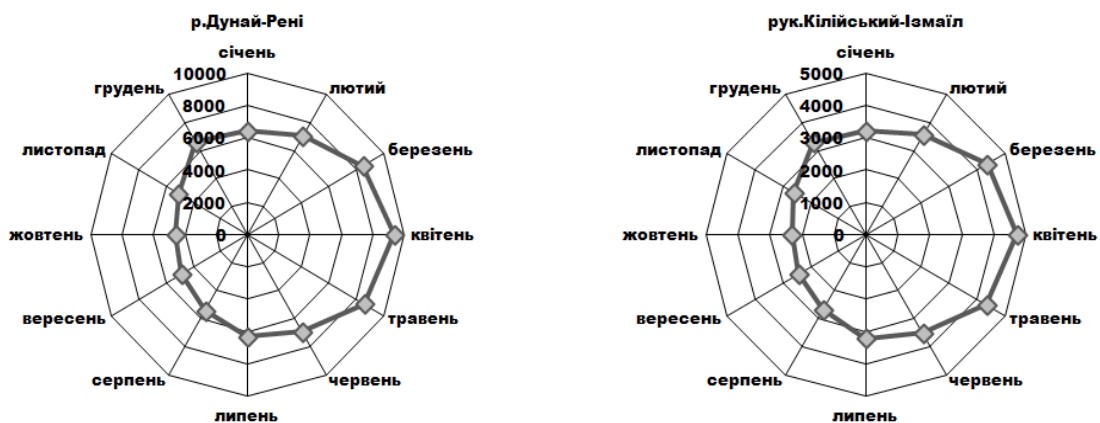 р.Дунай-Рені
січень
10000
грудень
лютий
8000
6000
листопад
березень
4000
2000
жовтень
0
квітень
вересень
травень
серпень
червень
липень
рук.Кілійський-Ізмаїл
січень
5000
грудень
лютий
4000
3000
листопад
березень
2000
1000
жовтень
0
квітень
вересень
травень
серпень
червень
липень